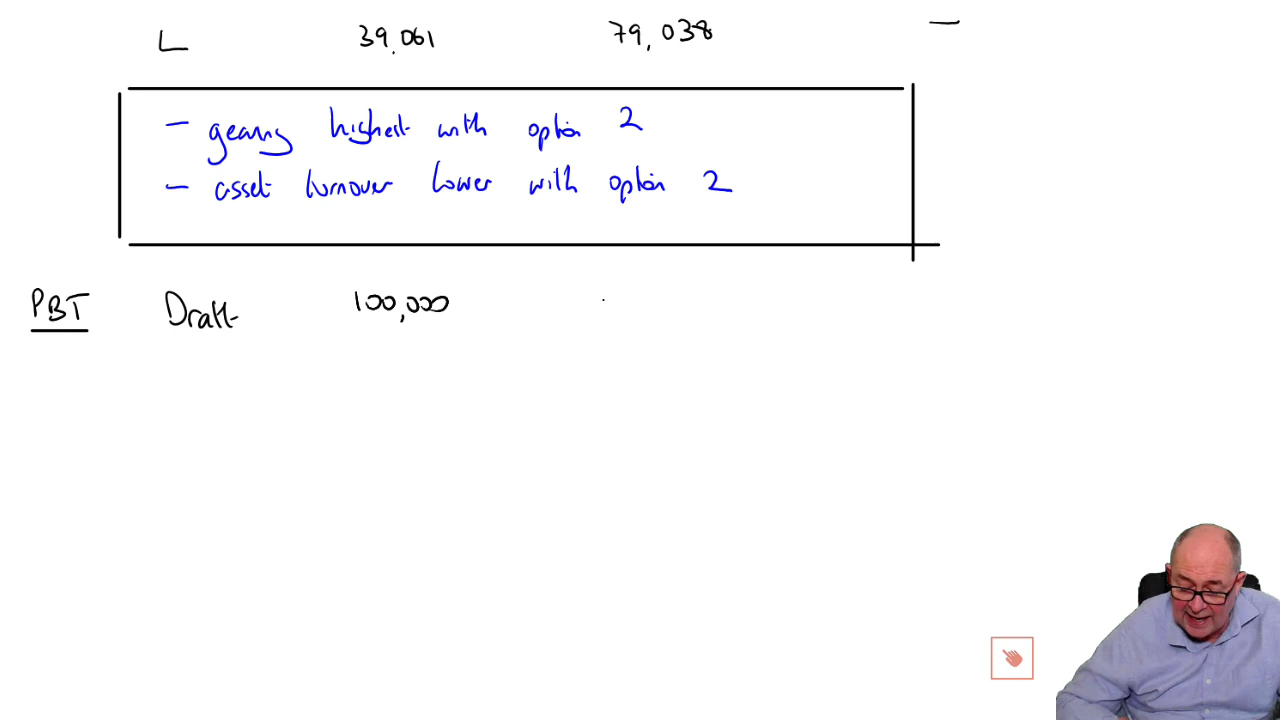 L 39,061 79,038 —
- gearing highest with option 2
- asset turnover lower with option 2
PBT Draft 100,000